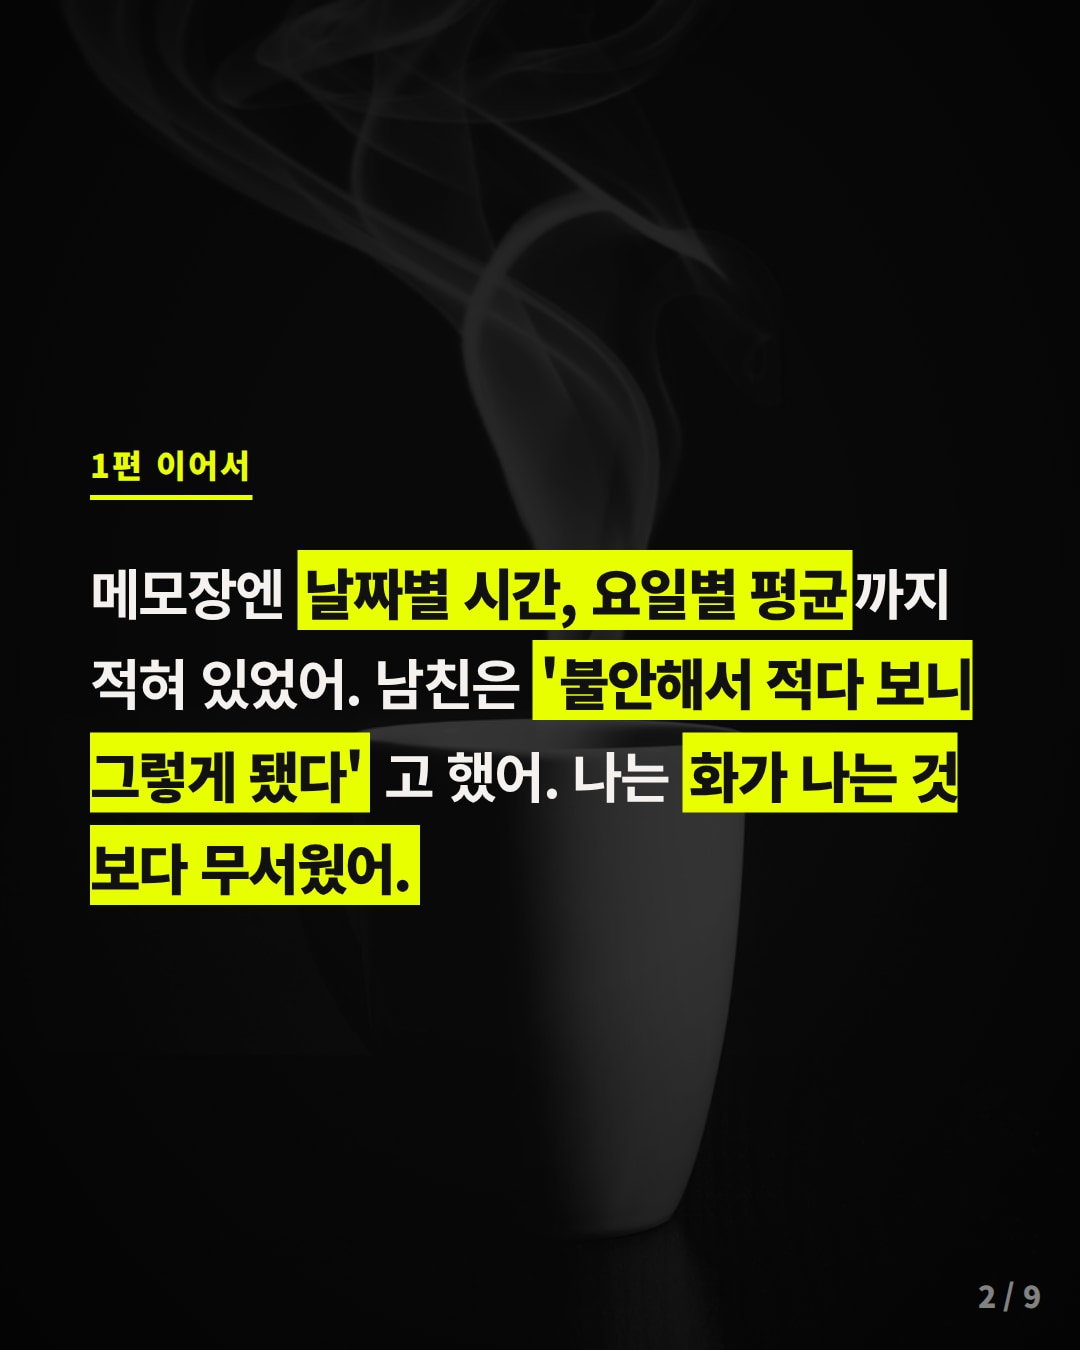 1편 이어서
메모장엔 날짜별 시간, 요일별 평균까지
적혀 있었어. 남친은 '불안해서 적다 보니
그렇게 됐다' 고 했어. 나는 화가 나는 것
보다 무서웠어.
2 / 9